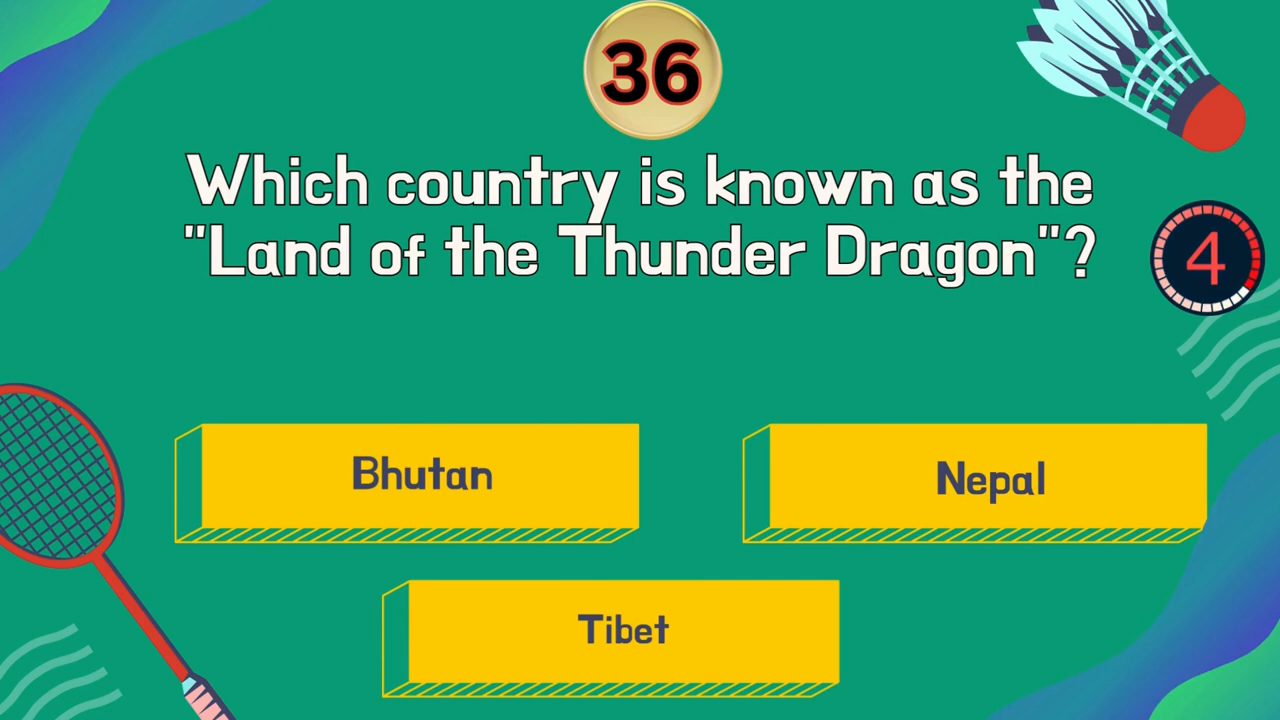 36
Which country is known as the
"Land of the Thunder Dragon"?
4
Bhutan
Nepal
Tibet